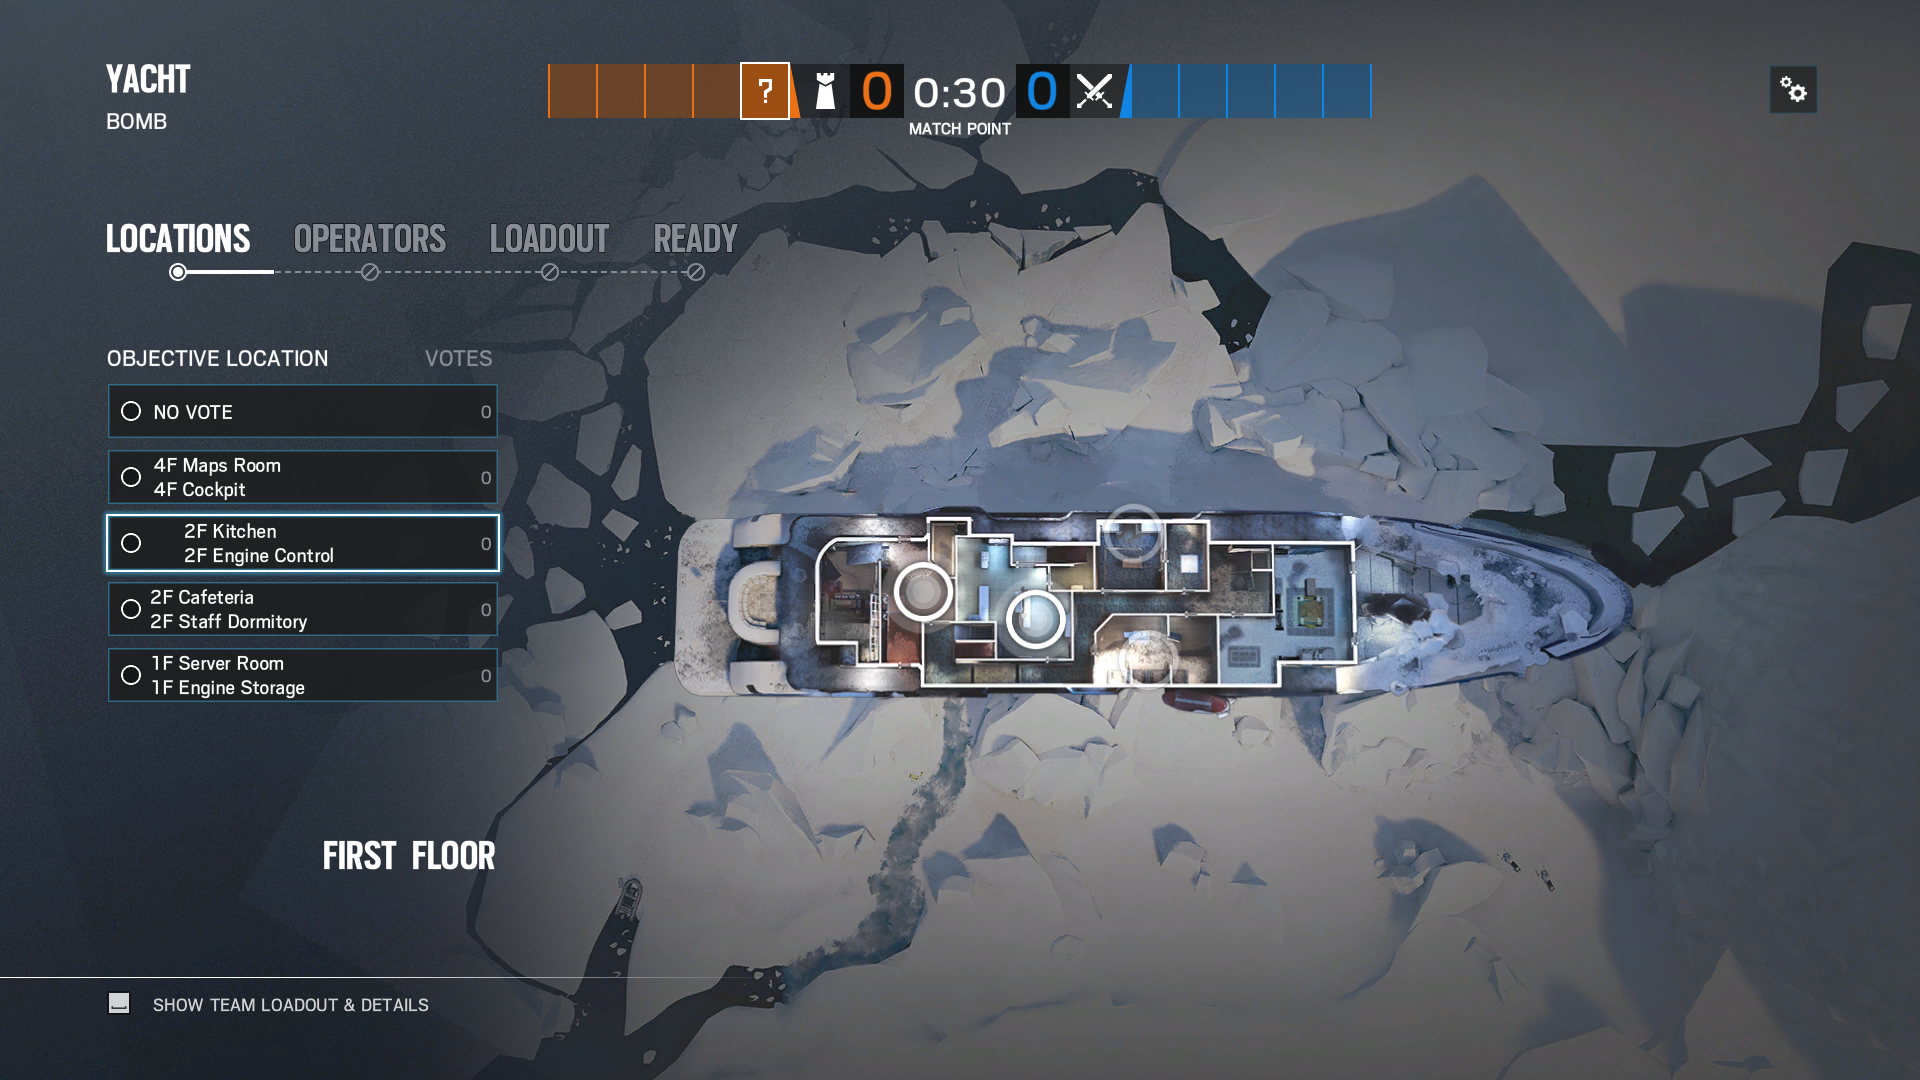 YACHT
BOMB
?
0
0:30
0
MATCH POINT
LOCATIONS
OPERATORS
LOADOUT
READY
OBJECTIVE LOCATION
VOTES
NO VOTE
0
4F Maps Room
4F Cockpit
0
2F Kitchen
2F Engine Control
0
2F Cafeteria
2F Staff Dormitory
0
1F Server Room
1F Engine Storage
0
FIRST FLOOR
SHOW TEAM LOADOUT & DETAILS